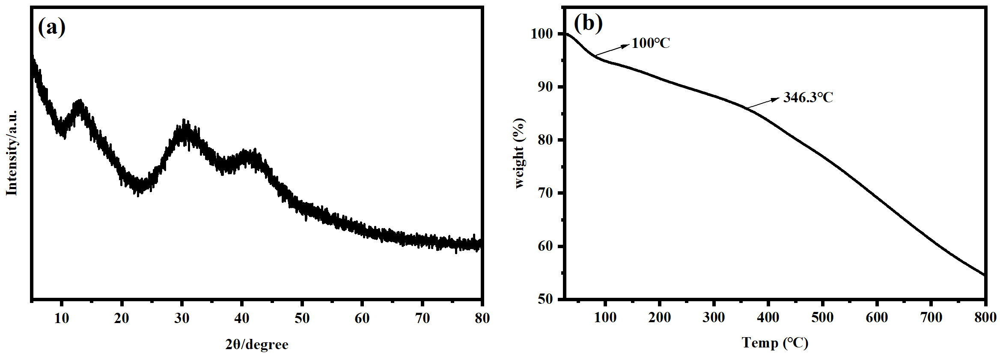 (a)
Intensity/a.u.
10 20 30 40 50 60 70 80
2θ/degree
(b)
100
90
80
70
60
50
weight (%)
100℃
346.3℃
100 200 300 400 500 600 700 800
Temp (℃)